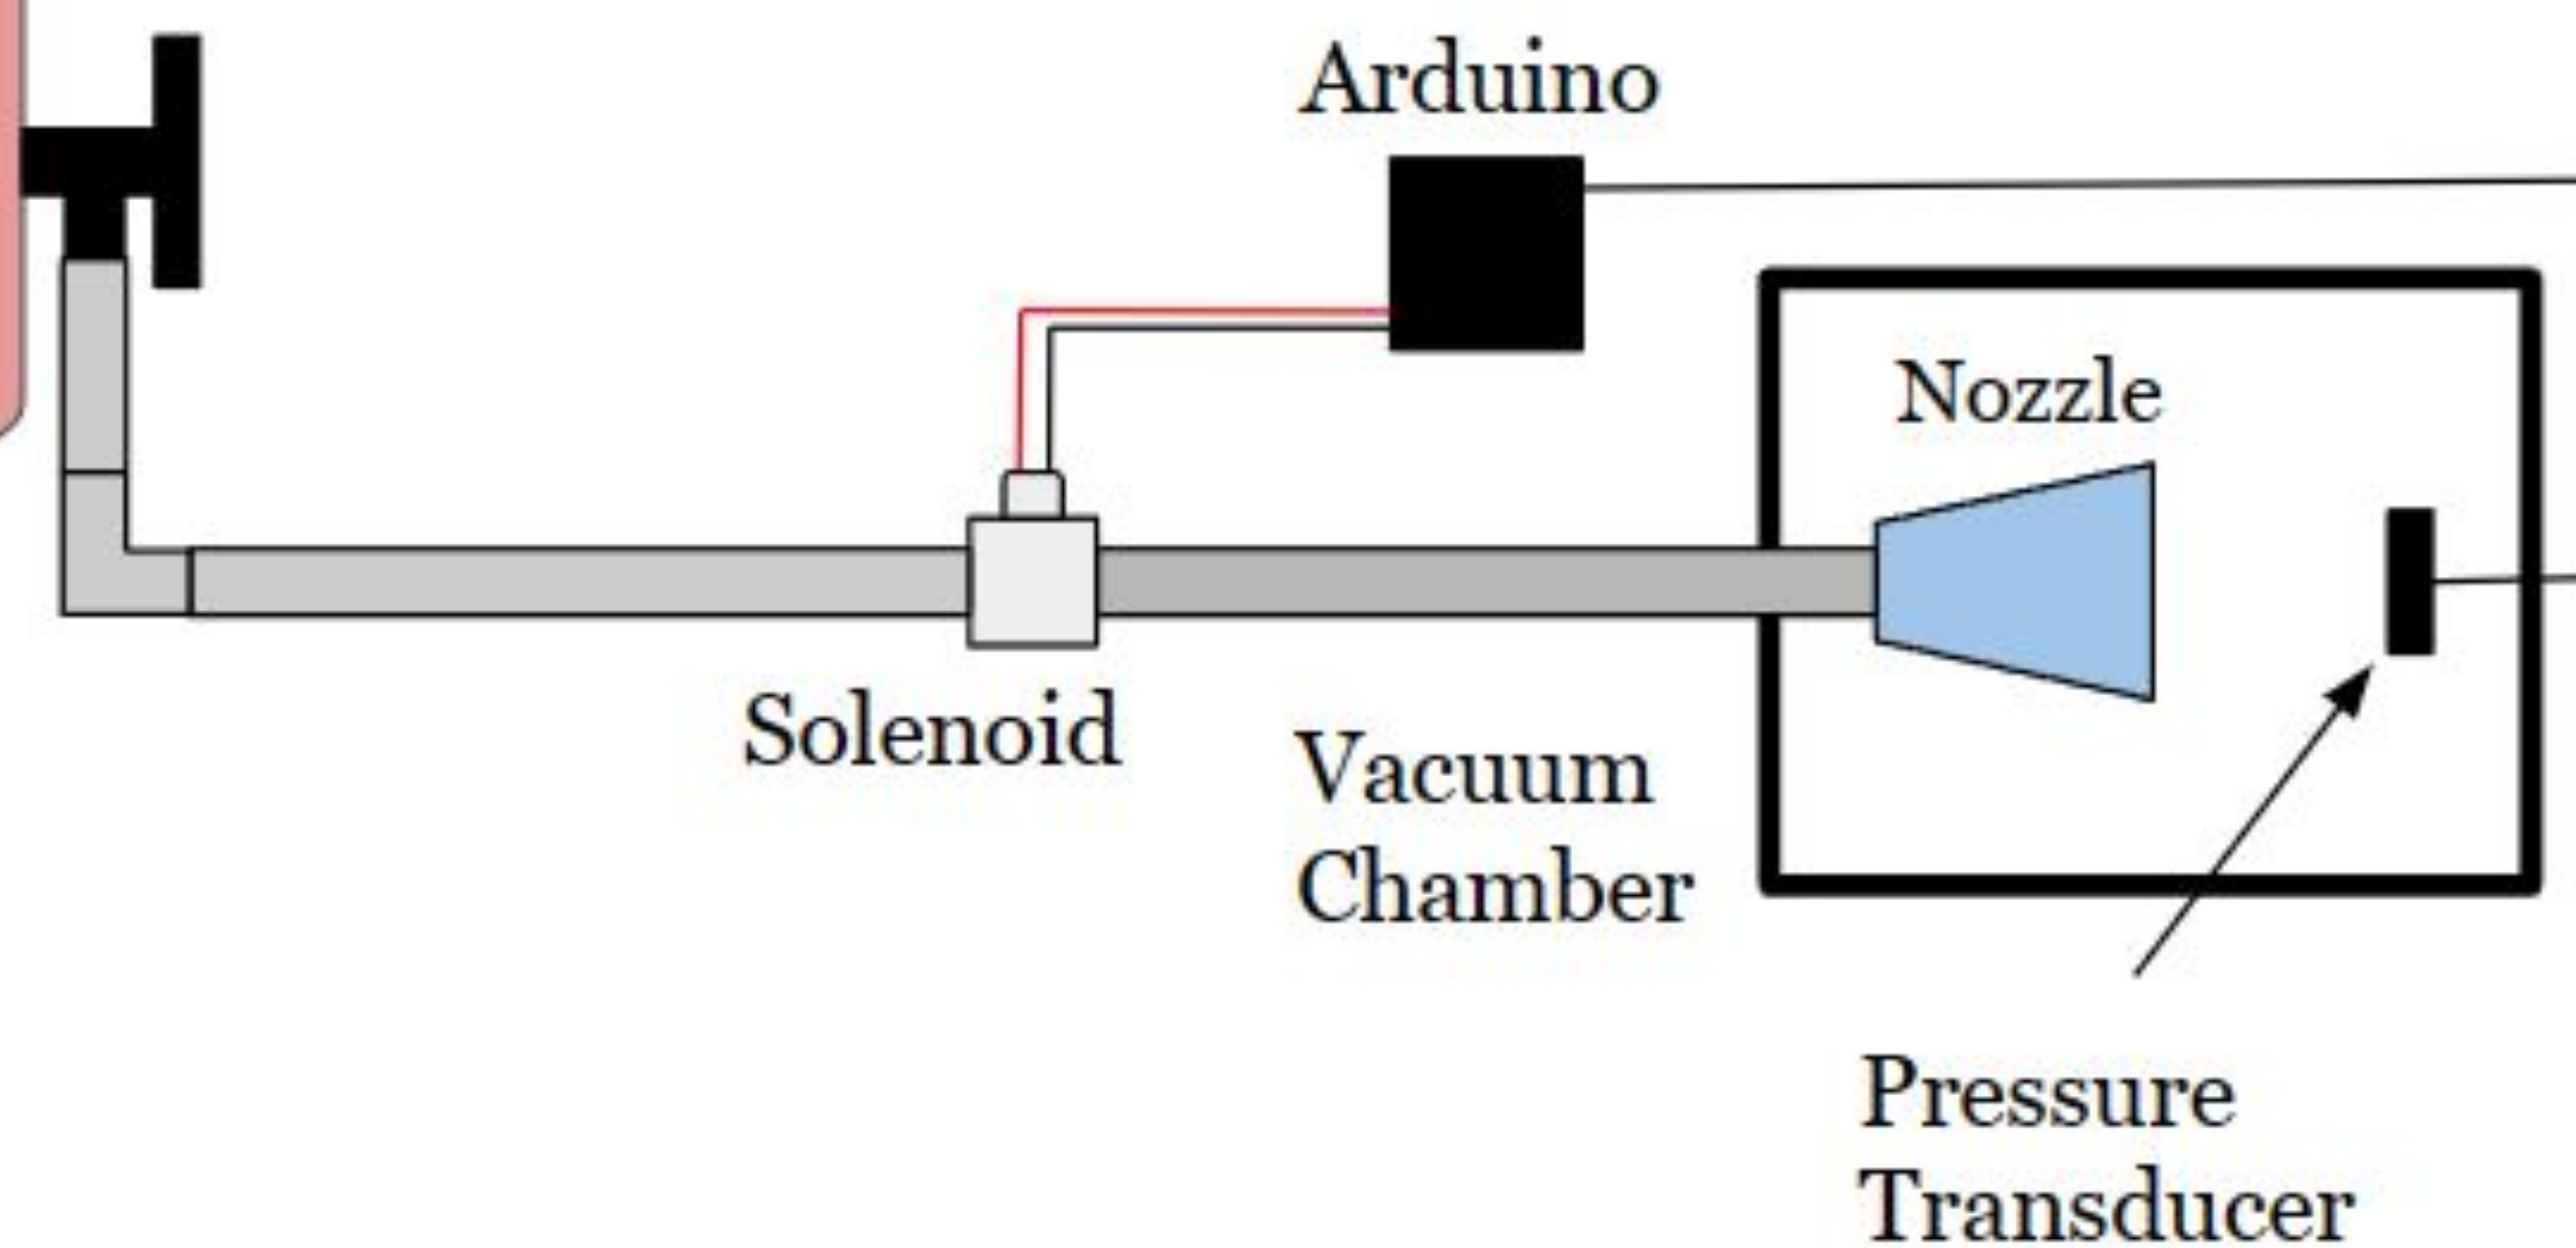 Arduino
Nozzle
Solenoid
Vacuum
Chamber
Pressure
Transducer